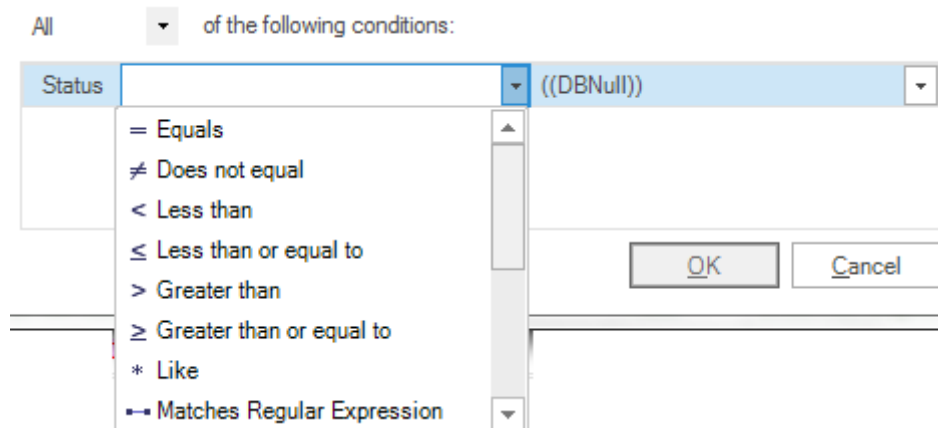 All of the following conditions:
Status ((DBNull))
= Equals
≠ Does not equal
< Less than
≤ Less than or equal to
> Greater than
≥ Greater than or equal to
* Like
Matches Regular Expression
OK Cancel